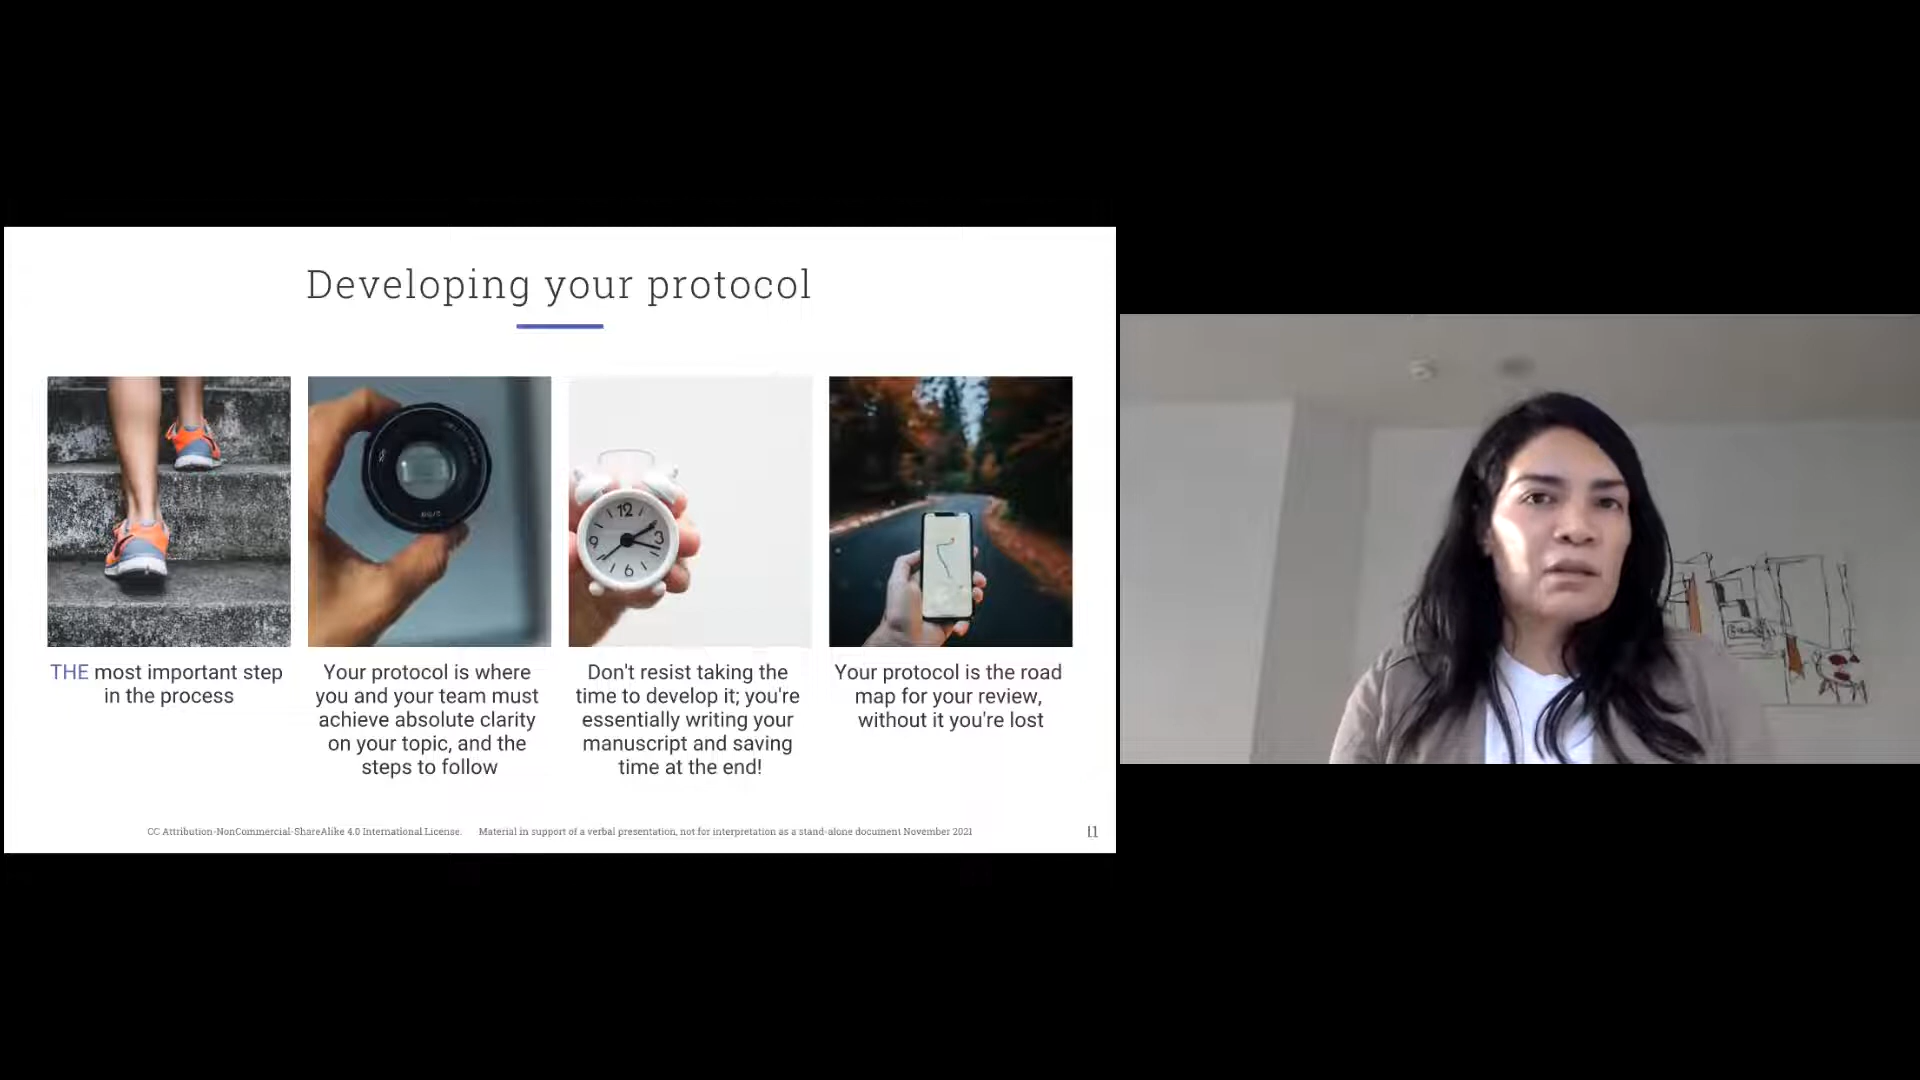 Developing your protocol
12
3
9
6
THE most important step
in the process
Your protocol is where
you and your team must
achieve absolute clarity
on your topic, and the
steps to follow
Don't resist taking the
time to develop it; you're
essentially writing your
manuscript and saving
time at the end!
Your protocol is the road
map for your review,
without it you're lost
CC Attribution-NonCommercial-ShareAlike 4.0 International License. Material in support of a verbal presentation, not for interpretation as a stand-alone document November 2021
11